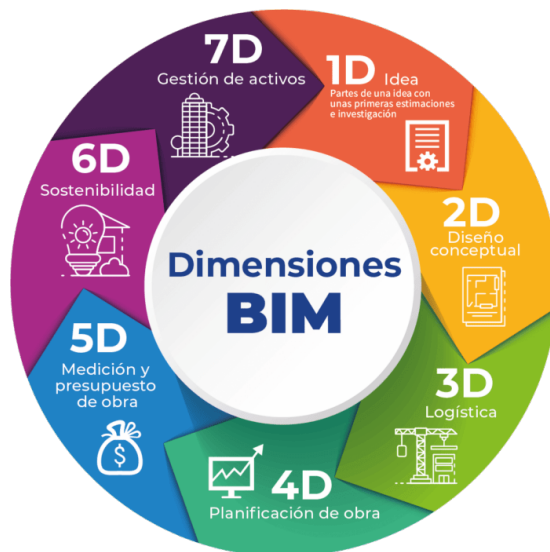 Dimensiones
BIM
1D Idea
Partes de una idea con
unas primeras estimaciones
e investigación
2D
Diseño
conceptual
3D
Logística
4D
Planificación de obra
5D
Medición y
presupuesto
de obra
$
6D
Sostenibilidad
7D
Gestión de activos